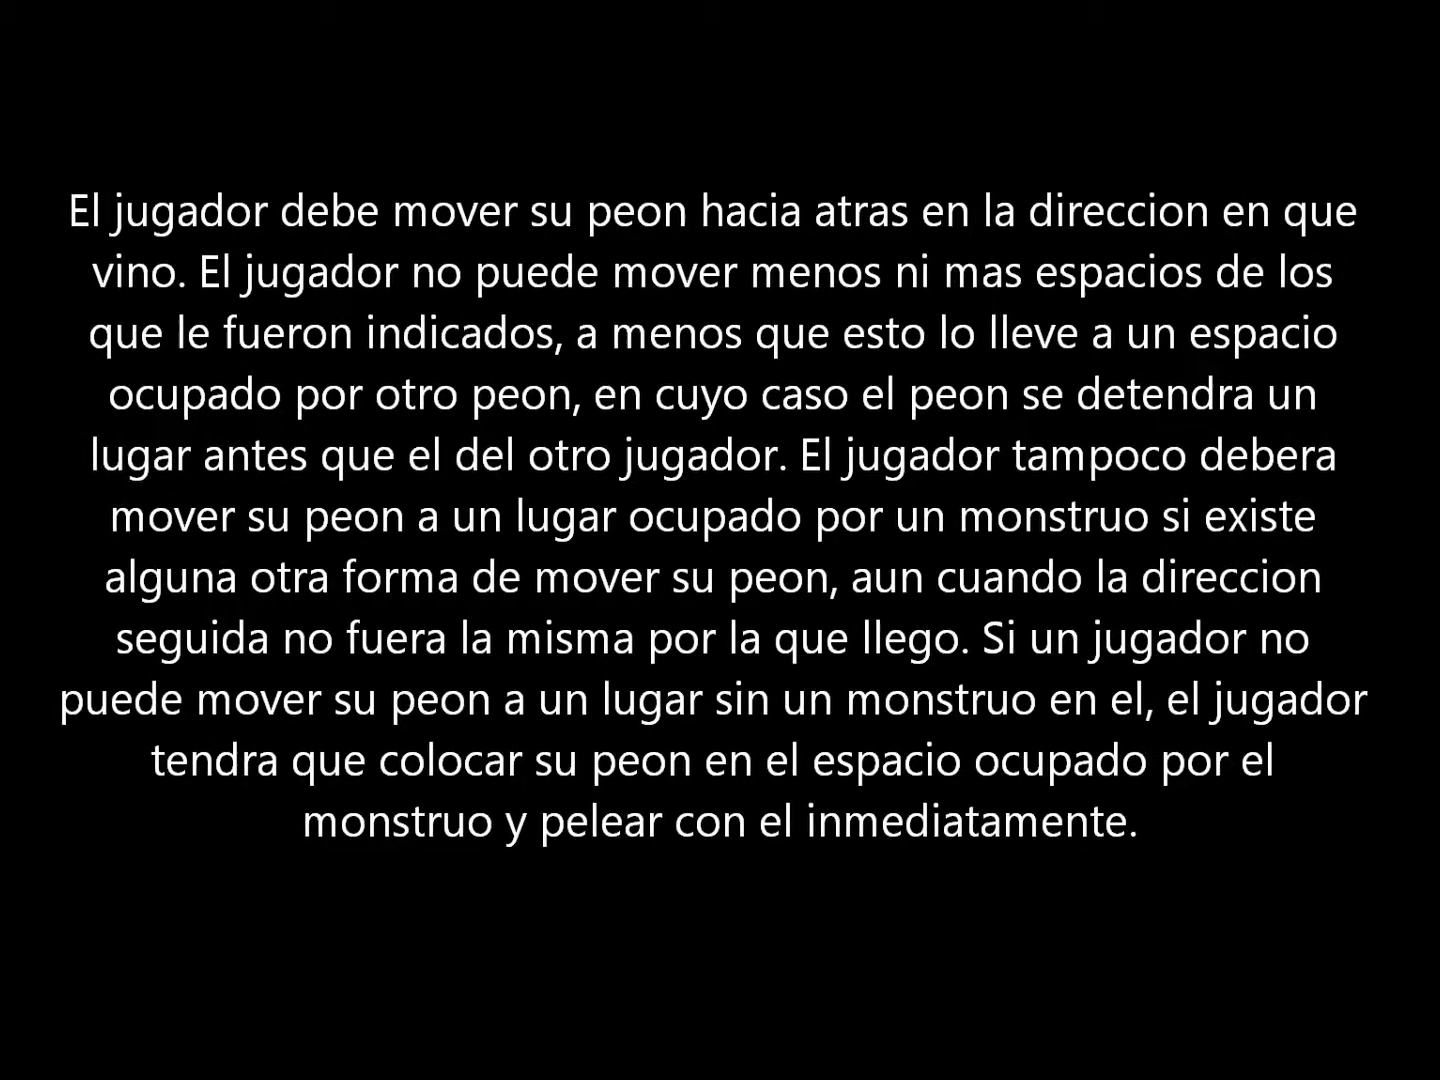 El jugador debe mover su peon hacia atras en la direccion en que
vino. El jugador no puede mover menos ni mas espacios de los
que le fueron indicados, a menos que esto lo lleve a un espacio
ocupado por otro peon, en cuyo caso el peon se detendra un
lugar antes que el del otro jugador. El jugador tampoco debera
mover su peon a un lugar ocupado por un monstruo si existe
alguna otra forma de mover su peon, aun cuando la direccion
seguida no fuera la misma por la que llego. Si un jugador no
puede mover su peon a un lugar sin un monstruo en el, el jugador
tendra que colocar su peon en el espacio ocupado por el
monstruo y pelear con el inmediatamente.